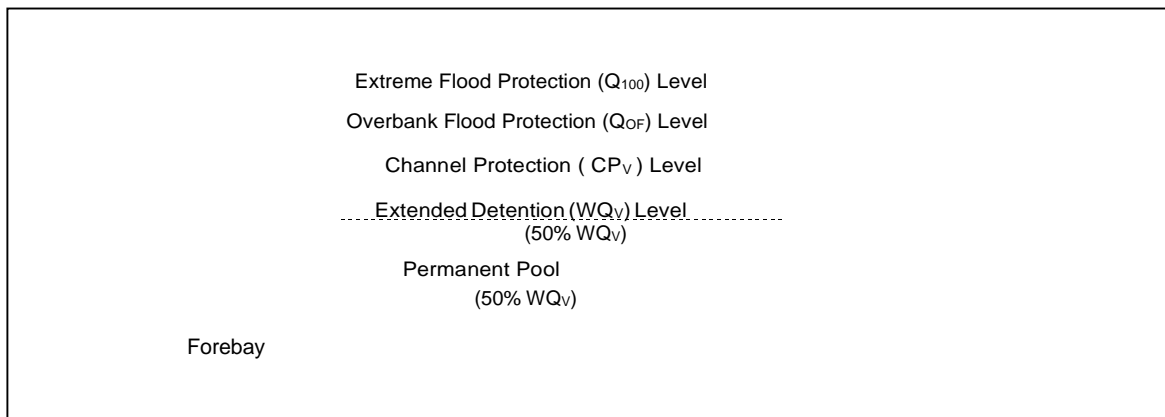 Extreme Flood Protection (Q100) Level
Overbank Flood Protection (QOF) Level
Channel Protection ( CPV ) Level
Extended Detention (WQV) Level
(50% WQV)
Permanent Pool
(50% WQV)
Forebay